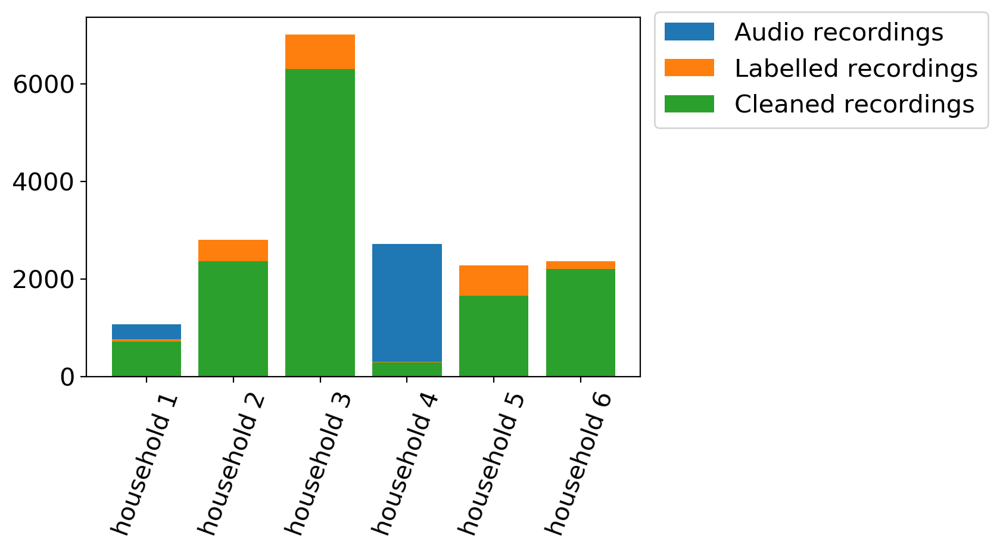 Audio recordings
Labelled recordings
Cleaned recordings
6000
4000
2000
0
household 1
household 2
household 3
household 4
household 5
household 6